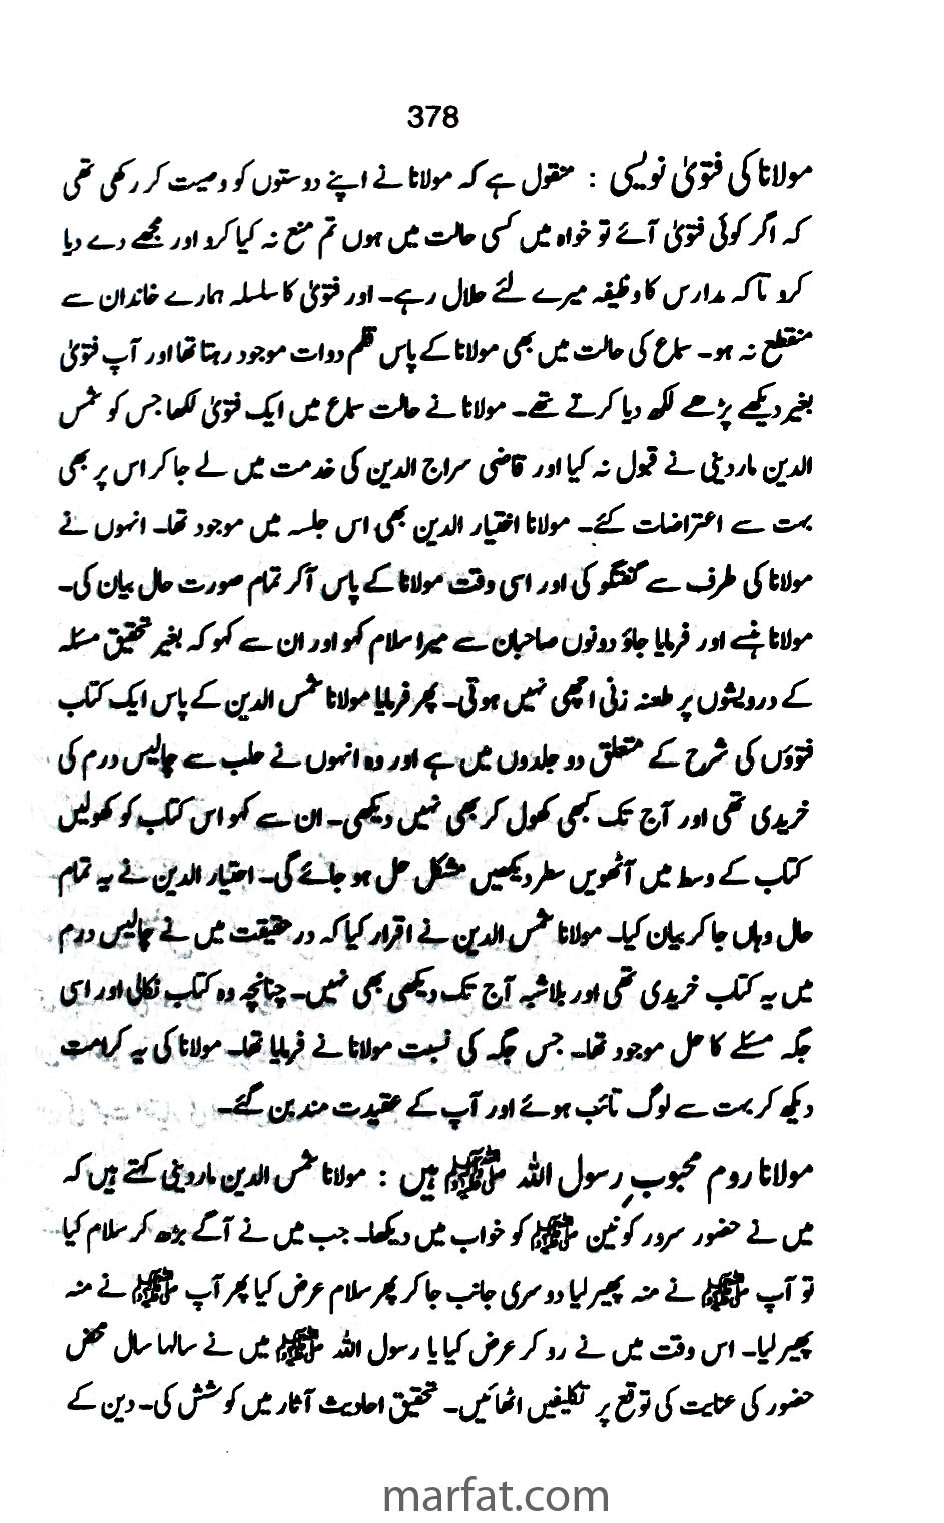 378
مولانا کی فتویٰ نویسی : منقول ہے کہ مولانا نے اپنے دوستوں کو وصیت کر رکھی تھی
کہ اگر کوئی فتویٰ آئے تو خواہ میں کسی حالت میں ہوں تم منع نہ کیا کرو اور مجھے دے دیا
کرو تاکہ مدارس کا وظیفہ میرے لئے حلال رہے۔ اور فتویٰ کا سلسلہ ہمارے خاندان سے
منقطع نہ ہو۔ سماع کی حالت میں بھی مولانا کے پاس قلم دوات موجود رہتا تھا اور آپ فتویٰ
بغیر دیکھے پڑھے لکھ دیا کرتے تھے۔ مولانا نے حالت سماع میں ایک فتویٰ لکھا جس کو شمس
الدین ماردینی نے قبول نہ کیا اور قاضی سراج الدین کی خدمت میں لے جا کر اس پر بھی
بہت سے اعتراضات کئے۔ مولانا اختیار الدین بھی اس جلسہ میں موجود تھا۔ انہوں نے
مولانا کی طرف سے گفتگو کی اور اسی وقت مولانا کے پاس آکر تمام صورت حال بیان کی۔
مولانا ہنسے اور فرمایا جاؤ دونوں صاحبان سے میرا سلام کہو اور ان سے کہو کہ بغیر تحقیق مسئلہ
کے درویشوں پر طعنہ زنی اچھی نہیں ہوتی۔ پھر فرمایا مولانا شمس الدین کے پاس ایک کتاب
فتووں کی شرح کے متعلق دو جلدوں میں ہے اور وہ انہوں نے حلب سے چالیس درم کی
خریدی تھی اور آج تک کبھی کھول کر بھی نہیں دیکھی۔ ان سے کہو اس کتاب کو کھولیں
کتاب کے وسط میں آٹھویں سطر دیکھیں مشکل حل ہو جائے گی۔ اختیار الدین نے یہ تمام
حال وہاں جا کر بیان کیا۔ مولانا شمس الدین نے اقرار کیا کہ درحقیقت میں نے چالیس درم
میں یہ کتاب خریدی تھی اور بلاشبہ آج تک دیکھی بھی نہیں۔ چنانچہ وہ کتاب نکالی اور اسی
جگہ مسئلے کا حل موجود تھا۔ جس جگہ کی نسبت مولانا نے فرمایا تھا۔ مولانا کی یہ کرامت
دیکھ کر بہت سے لوگ تائب ہوئے اور آپ کے عقیدت مند بن گئے۔
مولانا روم محبوبِ رسول اللہ ﷺ ہیں : مولانا شمس الدین ماردینی کہتے ہیں کہ
میں نے حضور سرور کونین ﷺ کو خواب میں دیکھا۔ جب میں نے آگے بڑھ کر سلام کیا
تو آپ ﷺ نے منہ پھیر لیا دوسری جانب جا کر پھر سلام عرض کیا پھر آپ ﷺ نے منہ
پھیر لیا۔ اس وقت میں نے رو کر عرض کیا یا رسول اللہ ﷺ میں نے سالہا سال محض
حضور کی عنایت کی توقع پر تکلیفیں اٹھائیں۔ تحقیق احادیث آثار میں کوشش کی۔ دین کے
marfat.com